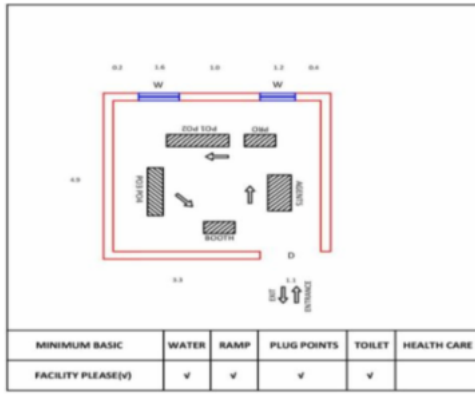 0.2 1.6 1.0 1.2 0.4
W W
PO1 PO2 PRO
4.9
PO3 PO4
AGENTS
BOOTH
D
3.3 1.1
EXIT
ENTRANCE
MINIMUM BASIC WATER RAMP PLUG POINTS TOILET HEALTH CARE
FACILITY PLEASE(√) √ √ √ √